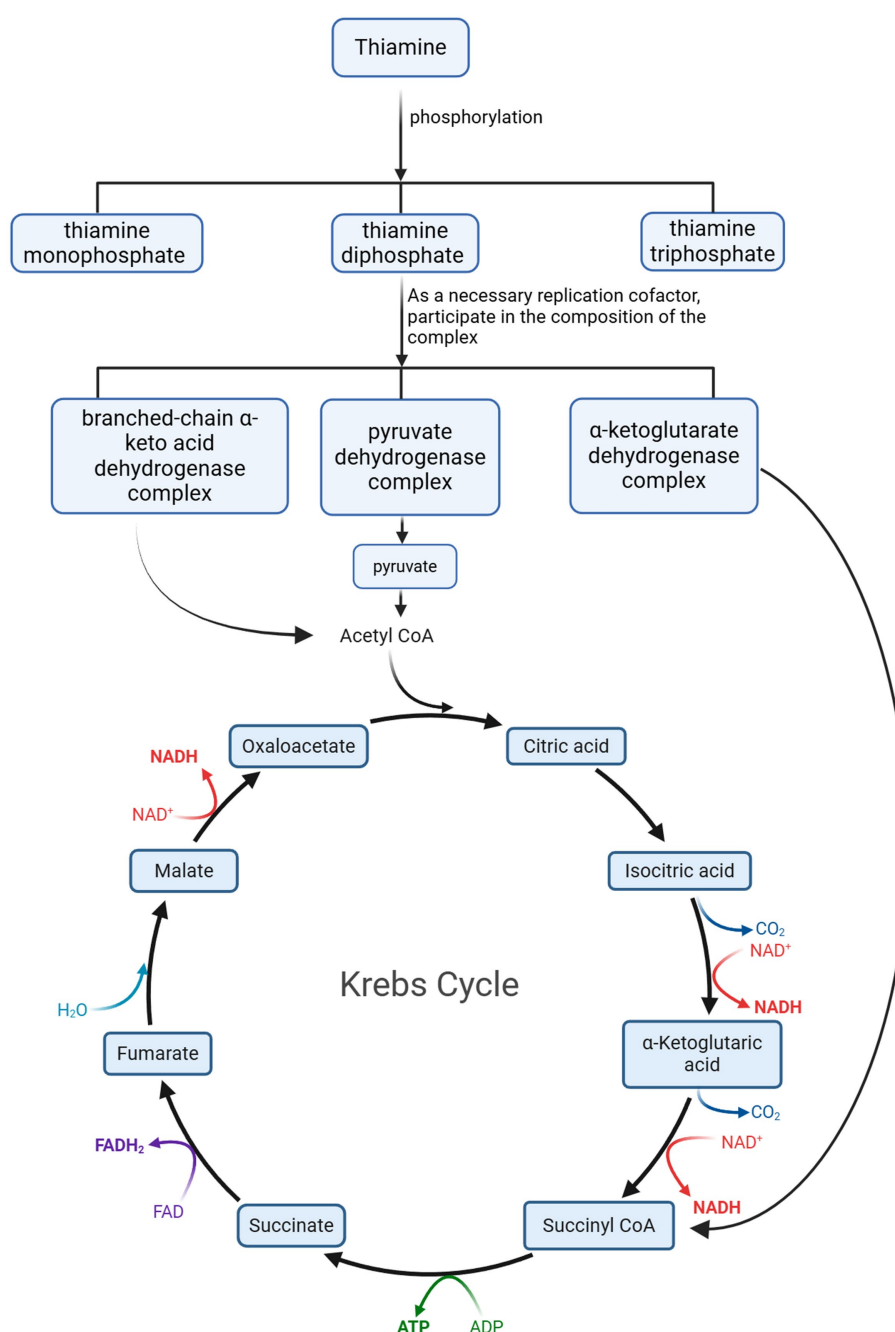 Thiamine
phosphorylation
thiamine
monophosphate
thiamine
diphosphate
thiamine
triphosphate
As a necessary replication cofactor,
participate in the composition of the
complex
branched-chain α-
keto acid
dehydrogenase
complex
pyruvate
dehydrogenase
complex
α-ketoglutarate
dehydrogenase
complex
pyruvate
Acetyl CoA
Oxaloacetate
Citric acid
NADH
NAD⁺
Malate
Isocitric acid
CO₂
NAD⁺
NADH
Krebs Cycle
H₂O
Fumarate
α-Ketoglutaric
acid
CO₂
NAD⁺
NADH
FADH₂
FAD
Succinate
Succinyl CoA
ATP
ADP